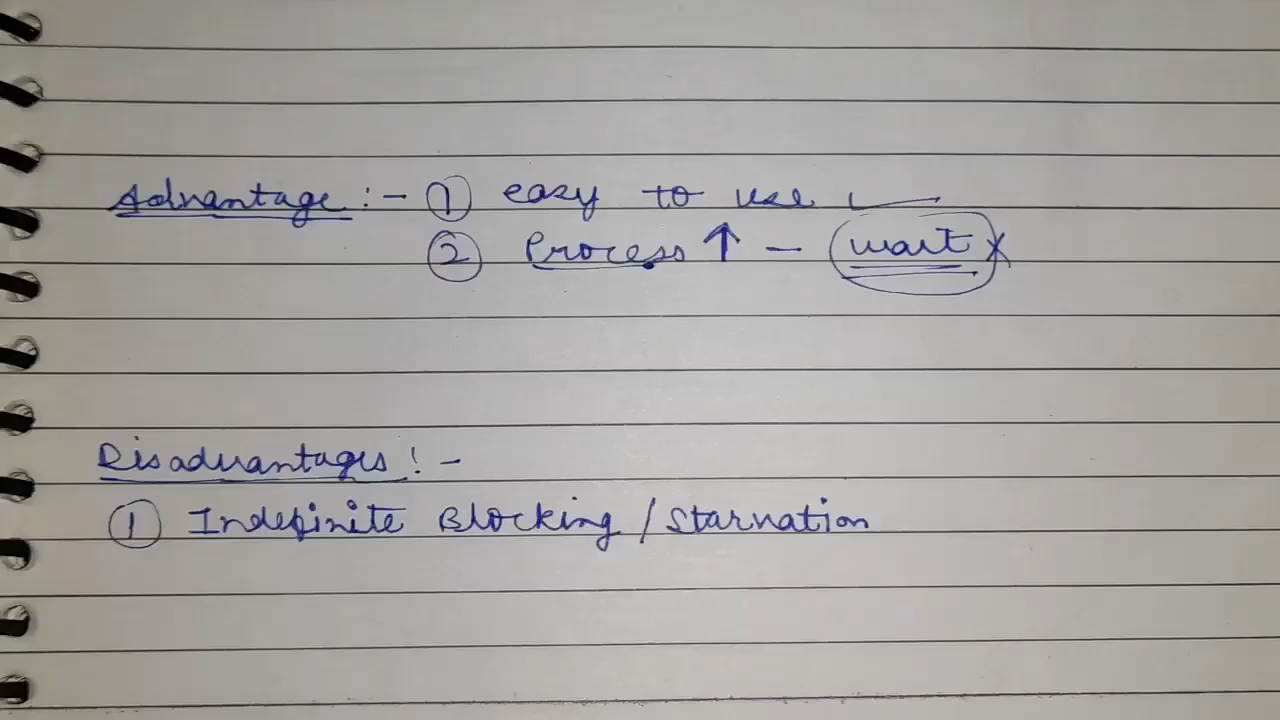 Advantage :- ① easy to use ✓
② Process ↑ - (wait) ×
Disadvantages :-
① Indefinite Blocking / Starvation